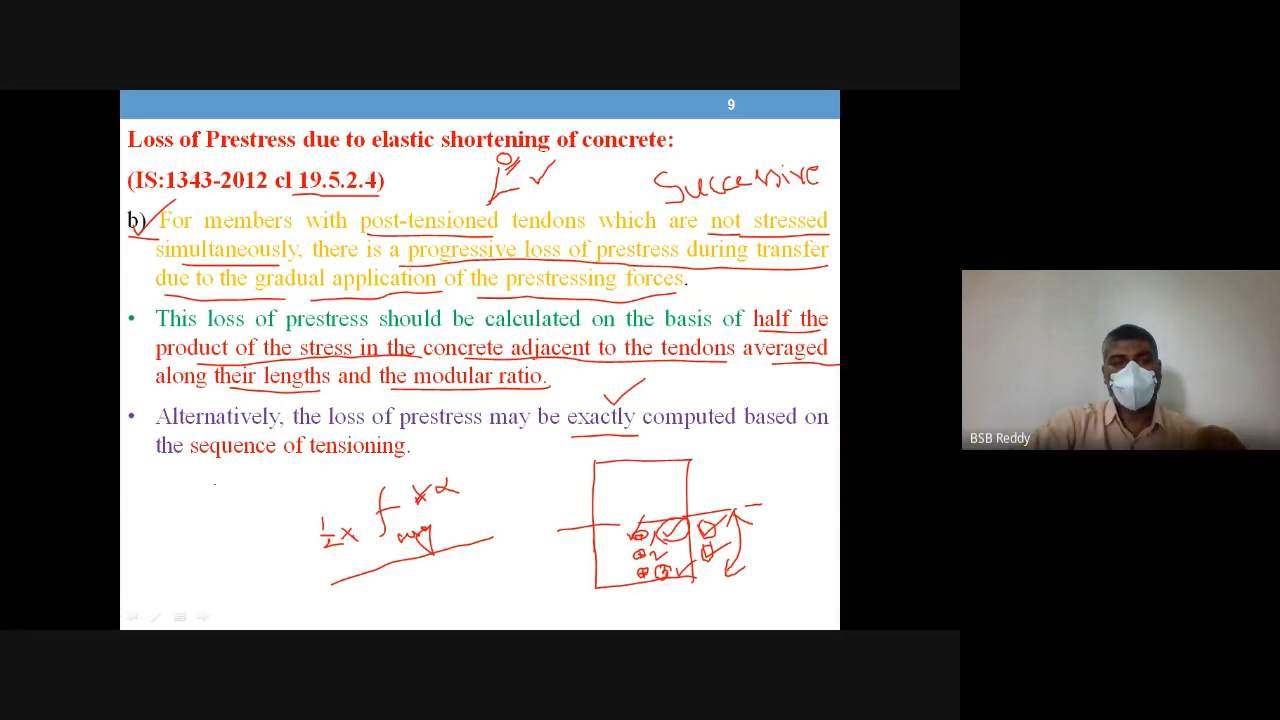 9
Loss of Prestress due to elastic shortening of concrete:
(IS:1343-2012 cl 19.5.2.4)
Successive
b) For members with post-tensioned tendons which are not stressed
simultaneously, there is a progressive loss of prestress during transfer
due to the gradual application of the prestressing forces.
• This loss of prestress should be calculated on the basis of half the
product of the stress in the concrete adjacent to the tendons averaged
along their lengths and the modular ratio.
• Alternatively, the loss of prestress may be exactly computed based on
the sequence of tensioning.
1/2 x f avg x α
BSB Reddy